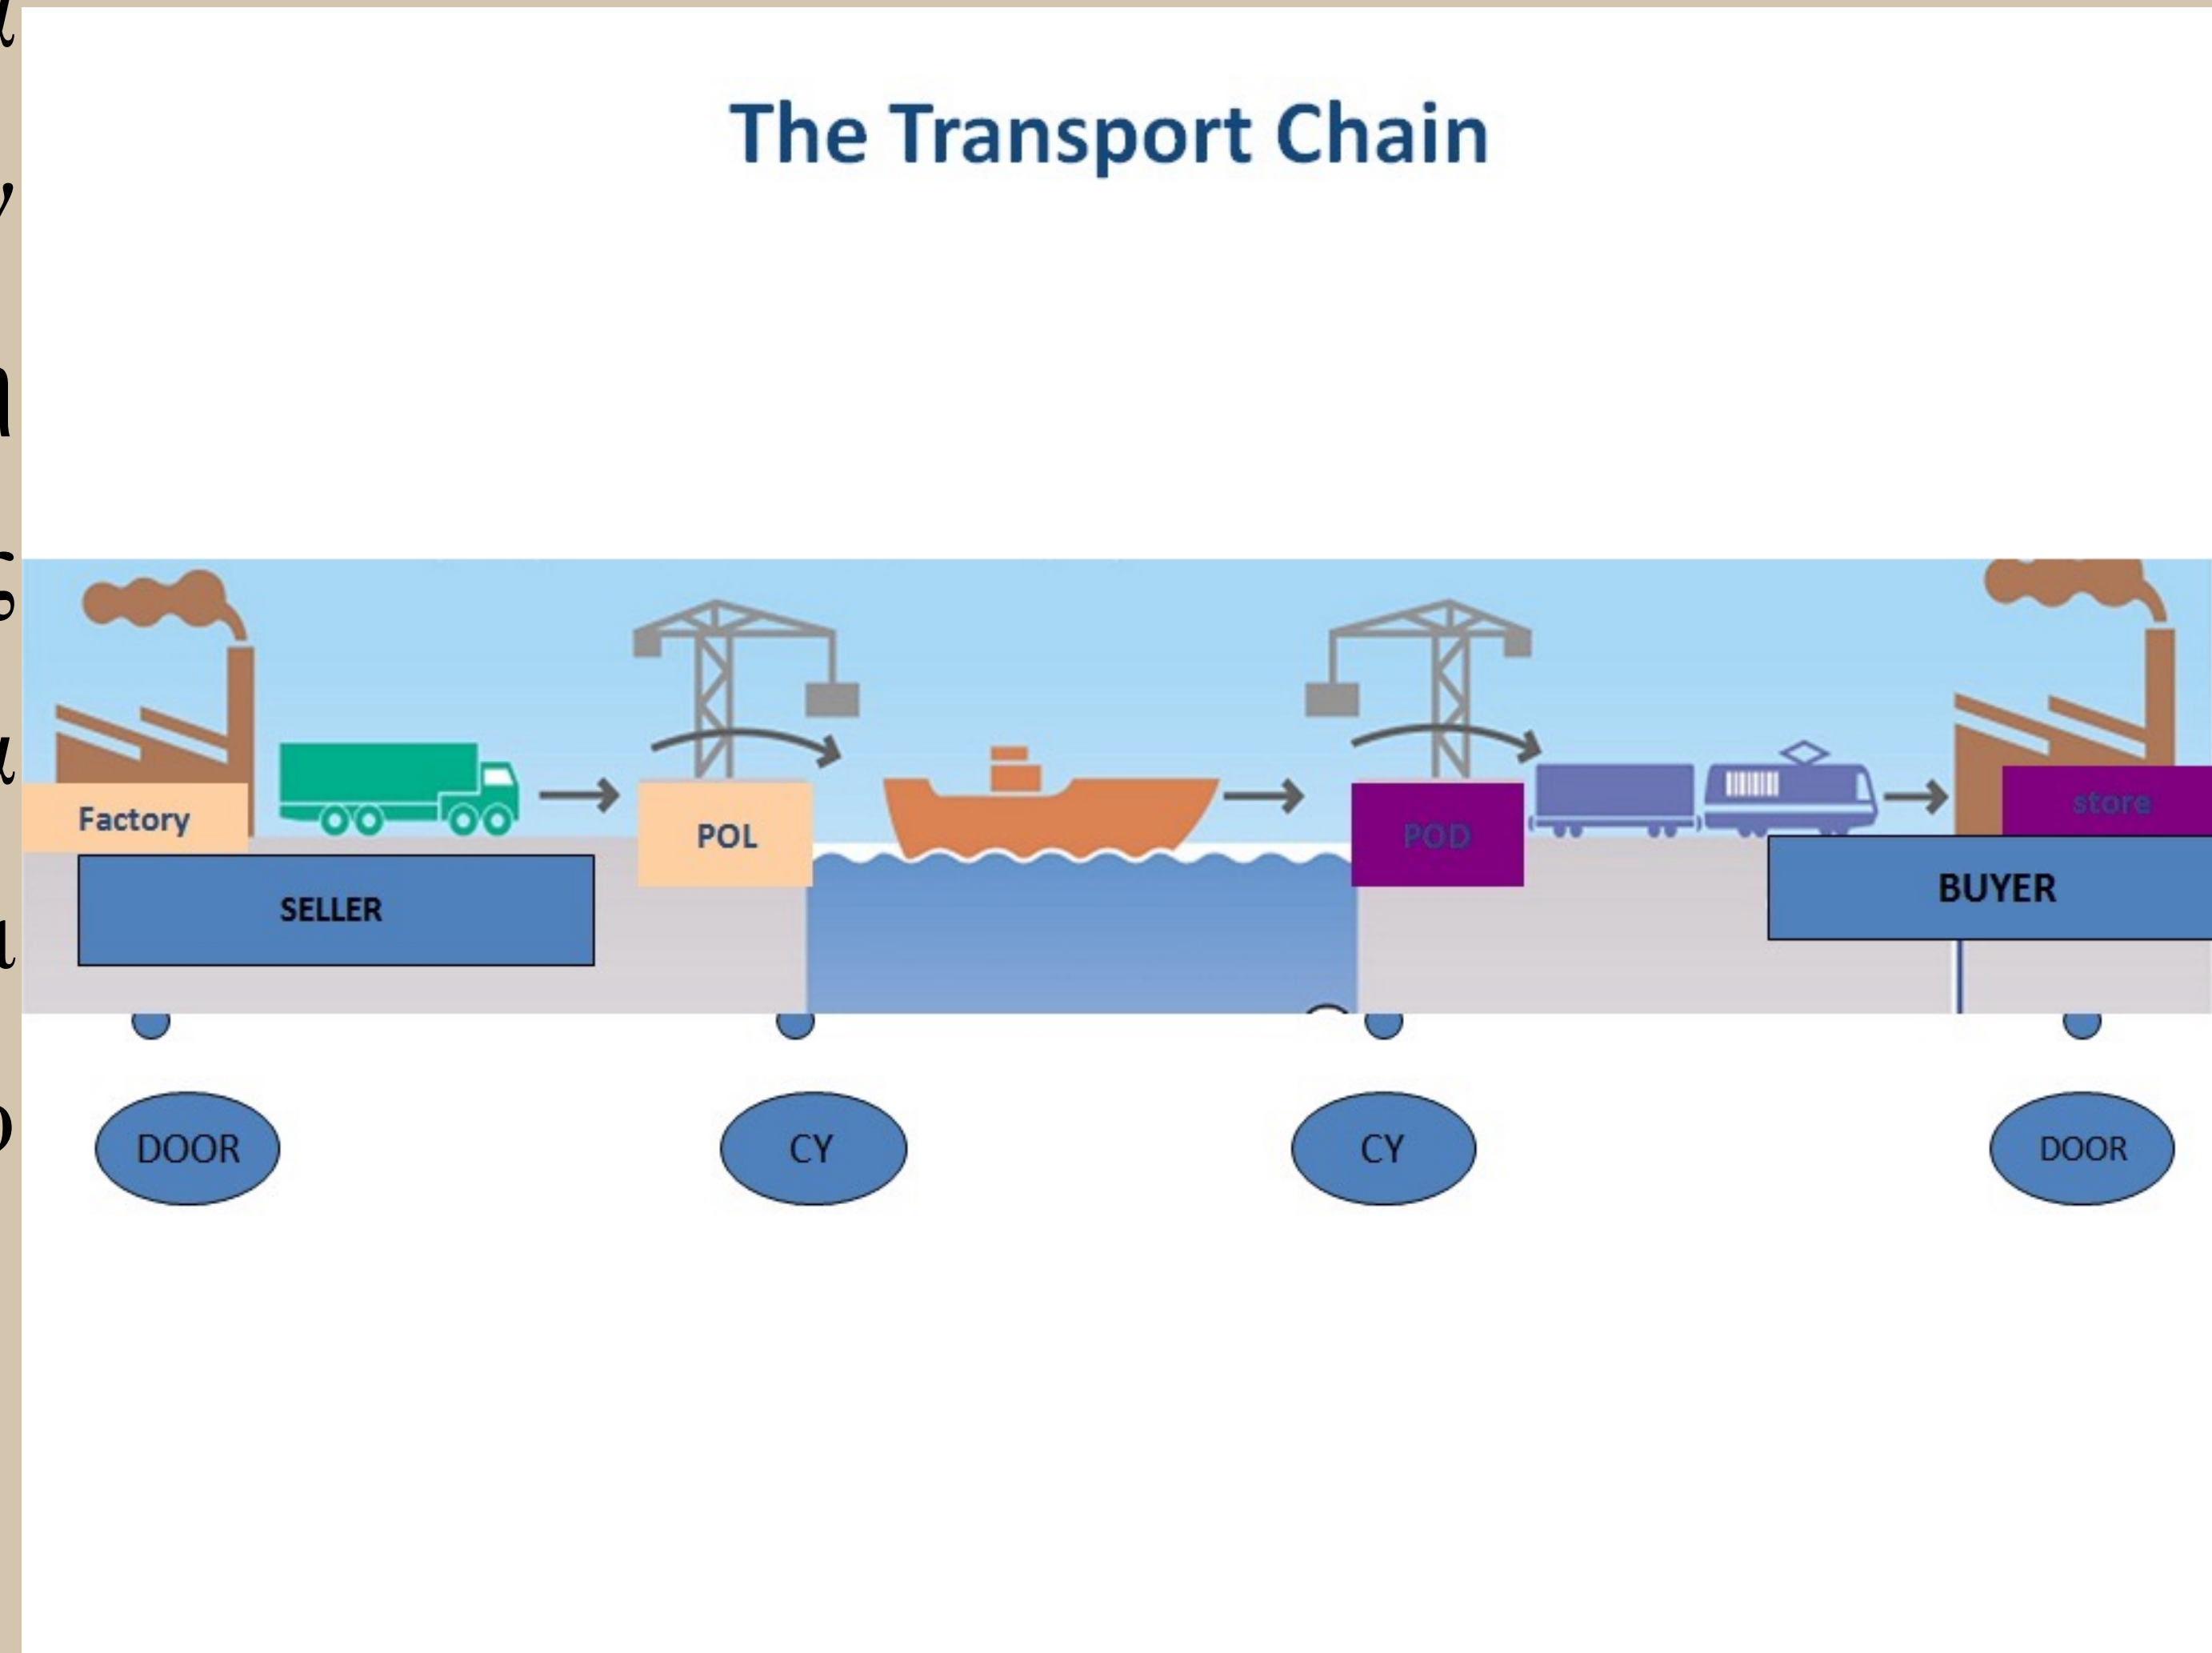 The Transport Chain
Factory
POL
POD
store
SELLER
BUYER
DOOR
CY
CY
DOOR